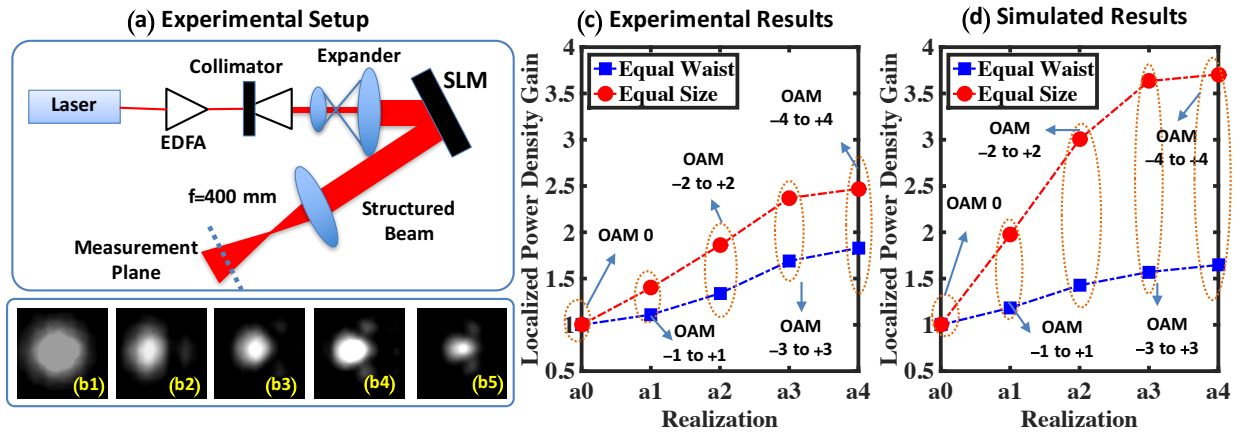 (a) Experimental Setup
Laser
EDFA
Collimator
Expander
SLM
f=400 mm
Structured
Beam
Measurement
Plane
(b1)
(b2)
(b3)
(b4)
(b5)
(c) Experimental Results
Localized Power Density Gain
4
3.5
3
2.5
2
1.5
1
0.5
Equal Waist
Equal Size
OAM
−4 to +4
OAM
−2 to +2
OAM 0
OAM
−1 to +1
OAM
−3 to +3
a0 a1 a2 a3 a4
Realization
(d) Simulated Results
Localized Power Density Gain
4
3.5
3
2.5
2
1.5
1
0.5
Equal Waist
Equal Size
OAM
−2 to +2
OAM
−4 to +4
OAM 0
OAM
−1 to +1
OAM
−3 to +3
a0 a1 a2 a3 a4
Realization